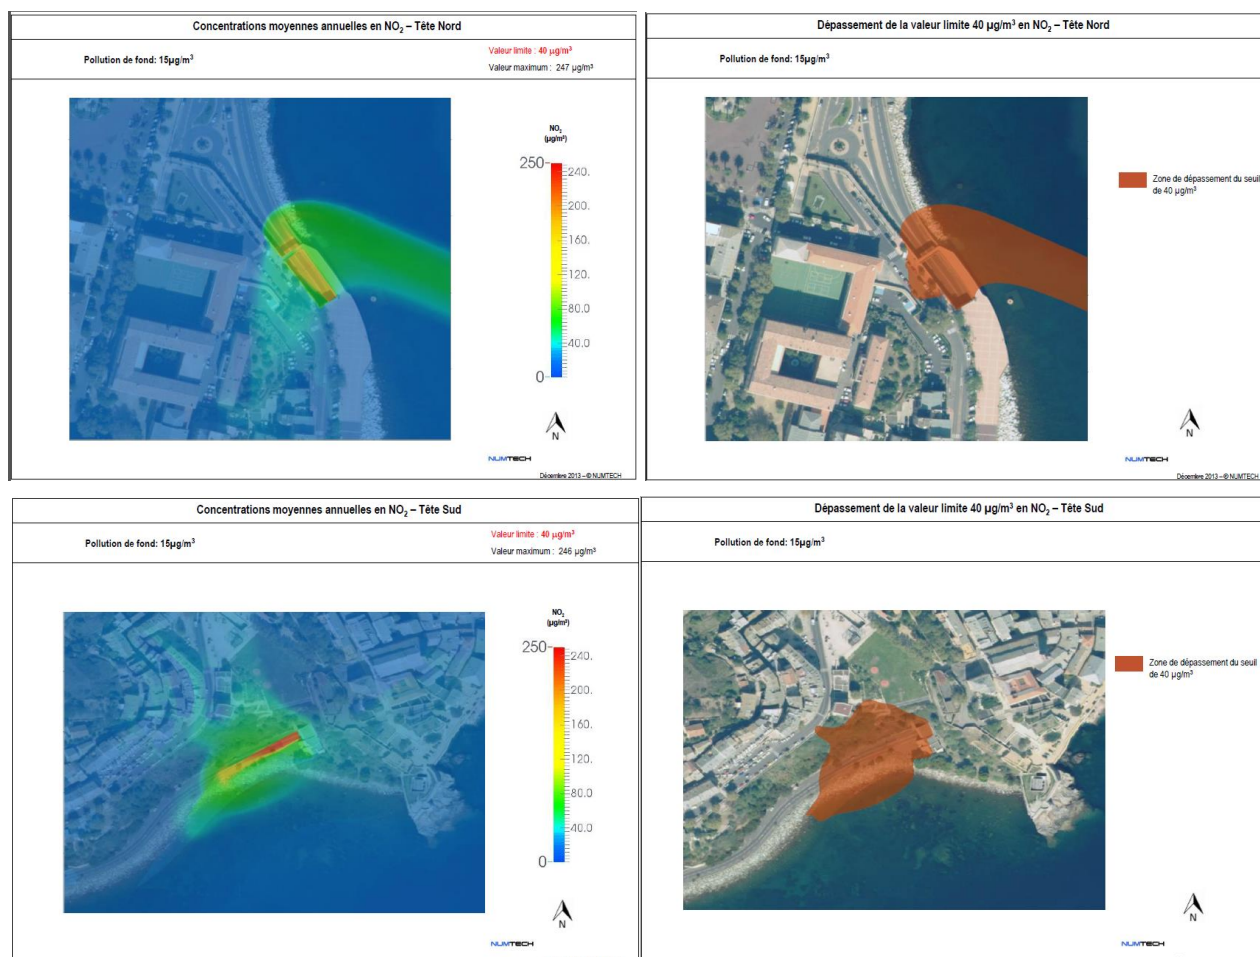 Concentrations moyennes annuelles en NO2 – Tête Nord
Pollution de fond: 15µg/m3
Valeur limite : 40 µg/m3
Valeur maximum : 247 µg/m3
NO2
(µg/m3)
250
240.
200.
160.
120.
80.0
40.0
0
N
NUMTECH
Décembre 2013 – © NUMTECH
Dépassement de la valeur limite 40 µg/m3 en NO2 – Tête Nord
Pollution de fond: 15µg/m3
Zone de dépassement du seuil
de 40 µg/m3
N
NUMTECH
Décembre 2013 – © NUMTECH
Concentrations moyennes annuelles en NO2 – Tête Sud
Pollution de fond: 15µg/m3
Valeur limite : 40 µg/m3
Valeur maximum : 246 µg/m3
NO2
(µg/m3)
250
240.
200.
160.
120.
80.0
40.0
0
N
NUMTECH
Dépassement de la valeur limite 40 µg/m3 en NO2 – Tête Sud
Pollution de fond: 15µg/m3
Zone de dépassement du seuil
de 40 µg/m3
N
NUMTECH